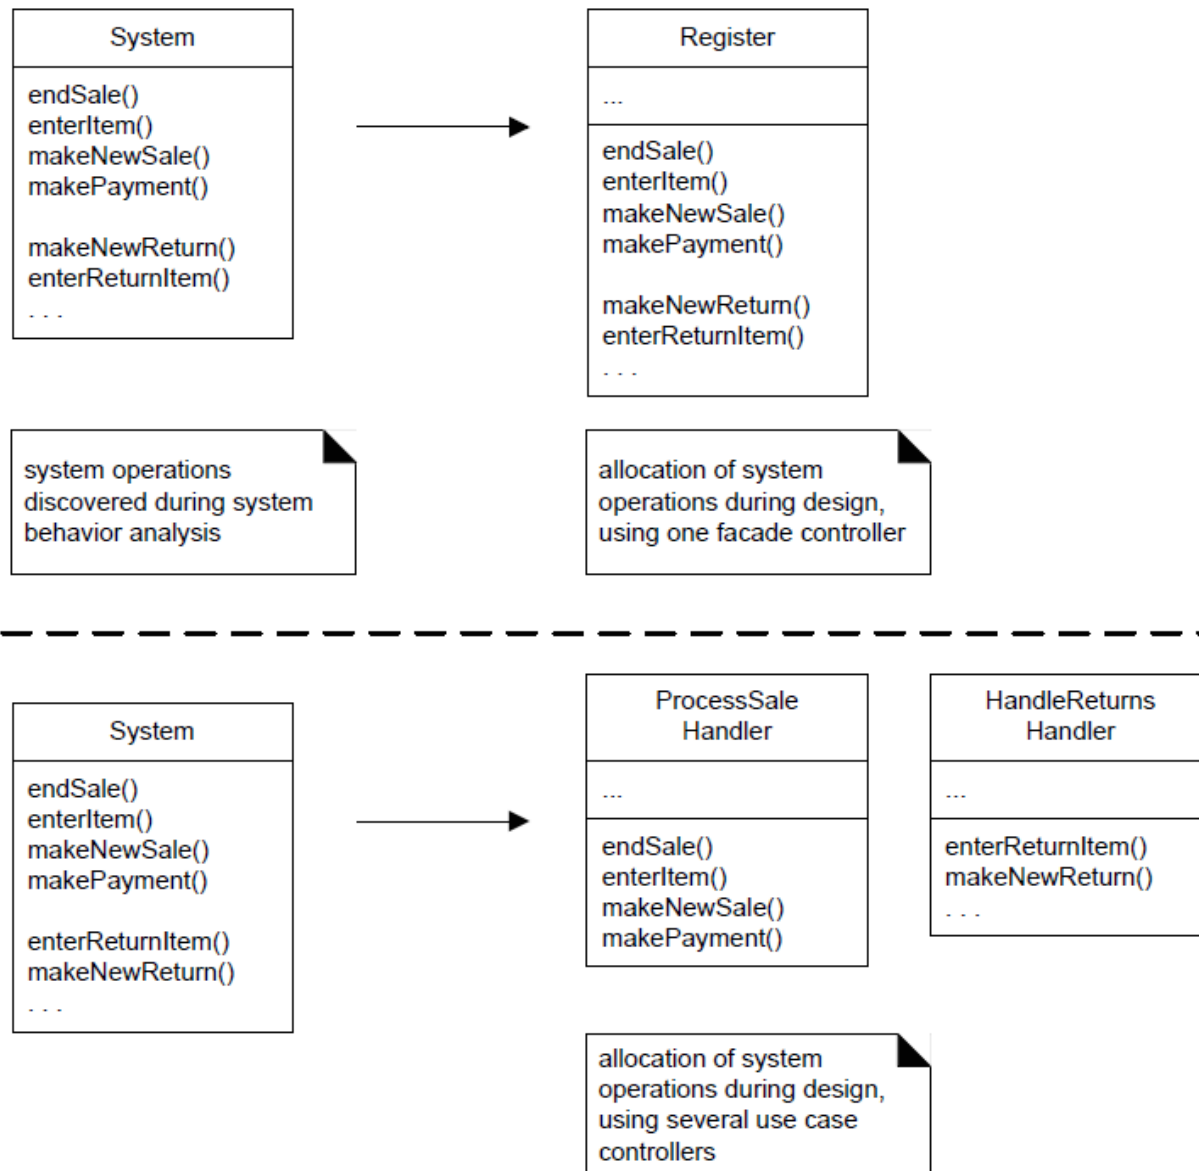 System
endSale()
enterItem()
makeNewSale()
makePayment()
makeNewReturn()
enterReturnItem()
. . .
Register
...
endSale()
enterItem()
makeNewSale()
makePayment()
makeNewReturn()
enterReturnItem()
. . .
system operations
discovered during system
behavior analysis
allocation of system
operations during design,
using one facade controller
System
endSale()
enterItem()
makeNewSale()
makePayment()
enterReturnItem()
makeNewReturn()
. . .
ProcessSale
Handler
...
endSale()
enterItem()
makeNewSale()
makePayment()
HandleReturns
Handler
...
enterReturnItem()
makeNewReturn()
. . .
allocation of system
operations during design,
using several use case
controllers